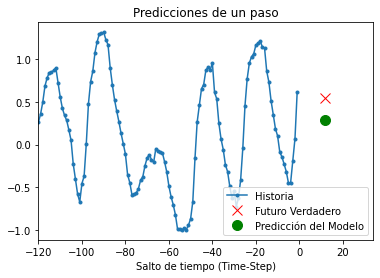 Predicciones de un paso
1.0
0.5
0.0
−0.5
−1.0
Historia
Futuro Verdadero
Predicción del Modelo
−120 −100 −80 −60 −40 −20 0 20
Salto de tiempo (Time-Step)